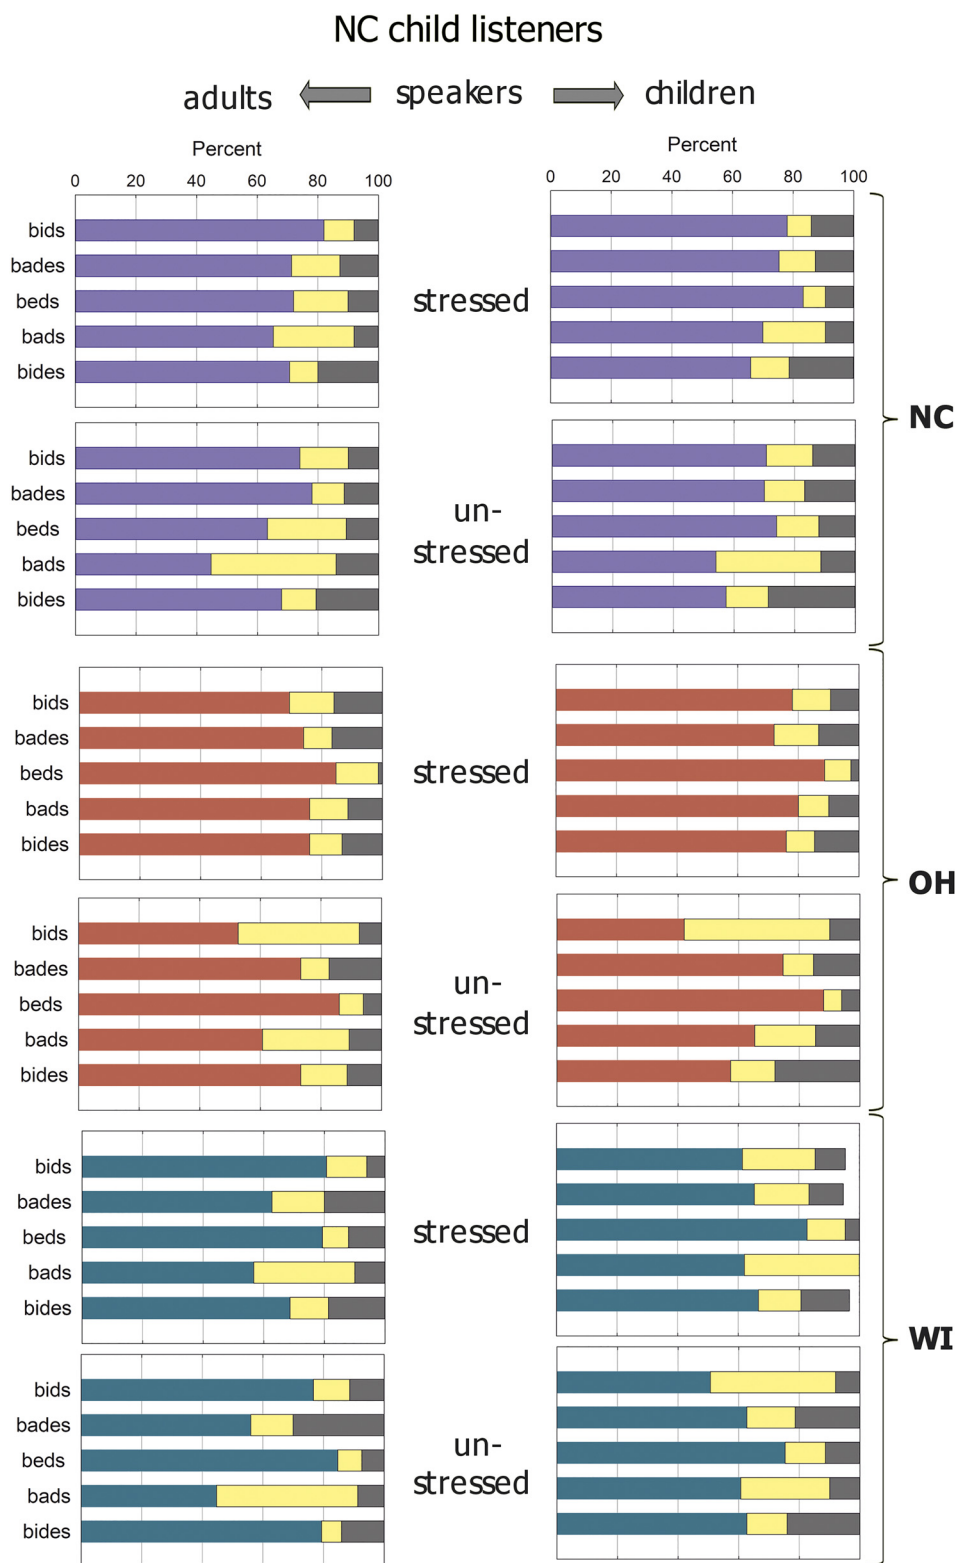 NC child listeners
adults speakers children
Percent Percent
0 20 40 60 80 100 0 20 40 60 80 100
bids
bades
beds stressed
bads
bides
NC
bids
bades un-
beds stressed
bads
bides
bids
bades
beds stressed
bads
bides
OH
bids
bades un-
beds stressed
bads
bides
bids
bades
beds stressed
bads
bides
WI
bids
bades un-
beds stressed
bads
bides